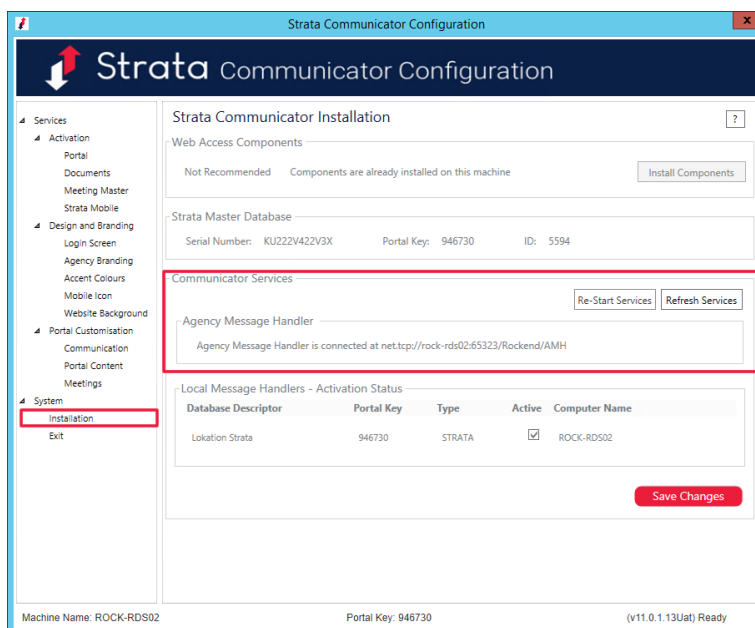 Strata Communicator Configuration
x
Strata Communicator Configuration
Services
Activation
Portal
Documents
Meeting Master
Strata Mobile
Design and Branding
Login Screen
Agency Branding
Accent Colours
Mobile Icon
Website Background
Portal Customisation
Communication
Portal Content
Meetings
System
Installation
Exit
Strata Communicator Installation
?
Web Access Components
Not Recommended Components are already installed on this machine Install Components
Strata Master Database
Serial Number: KU222V422V3X Portal Key: 946730 ID: 5594
Communicator Services
Re-Start Services Refresh Services
Agency Message Handler
Agency Message Handler is connected at net.tcp://rock-rds02:65323/Rockend/AMH
Local Message Handlers - Activation Status
Database Descriptor Portal Key Type Active Computer Name
Lokation Strata 946730 STRATA ROCK-RDS02
Save Changes
Machine Name: ROCK-RDS02 Portal Key: 946730 (v11.0.1.13Uat) Ready